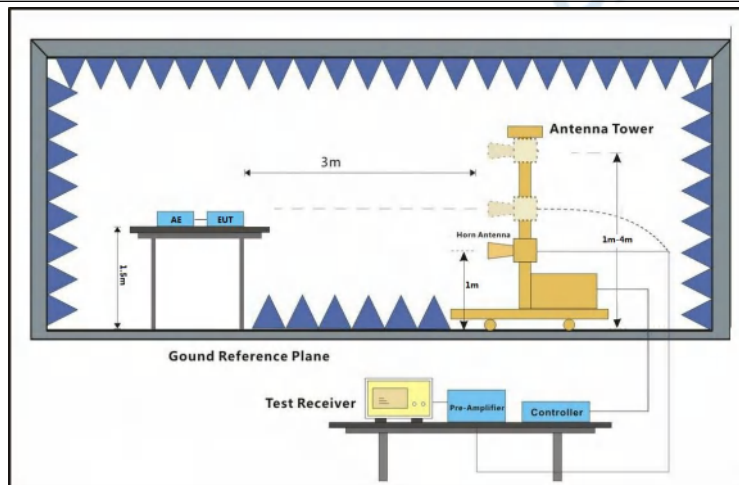 Antenna Tower
3m
AE
EUT
Horn Antenna
1m-4m
1.5m
1m
Gound Reference Plane
Test Receiver
Pre-Amplifier
Controller